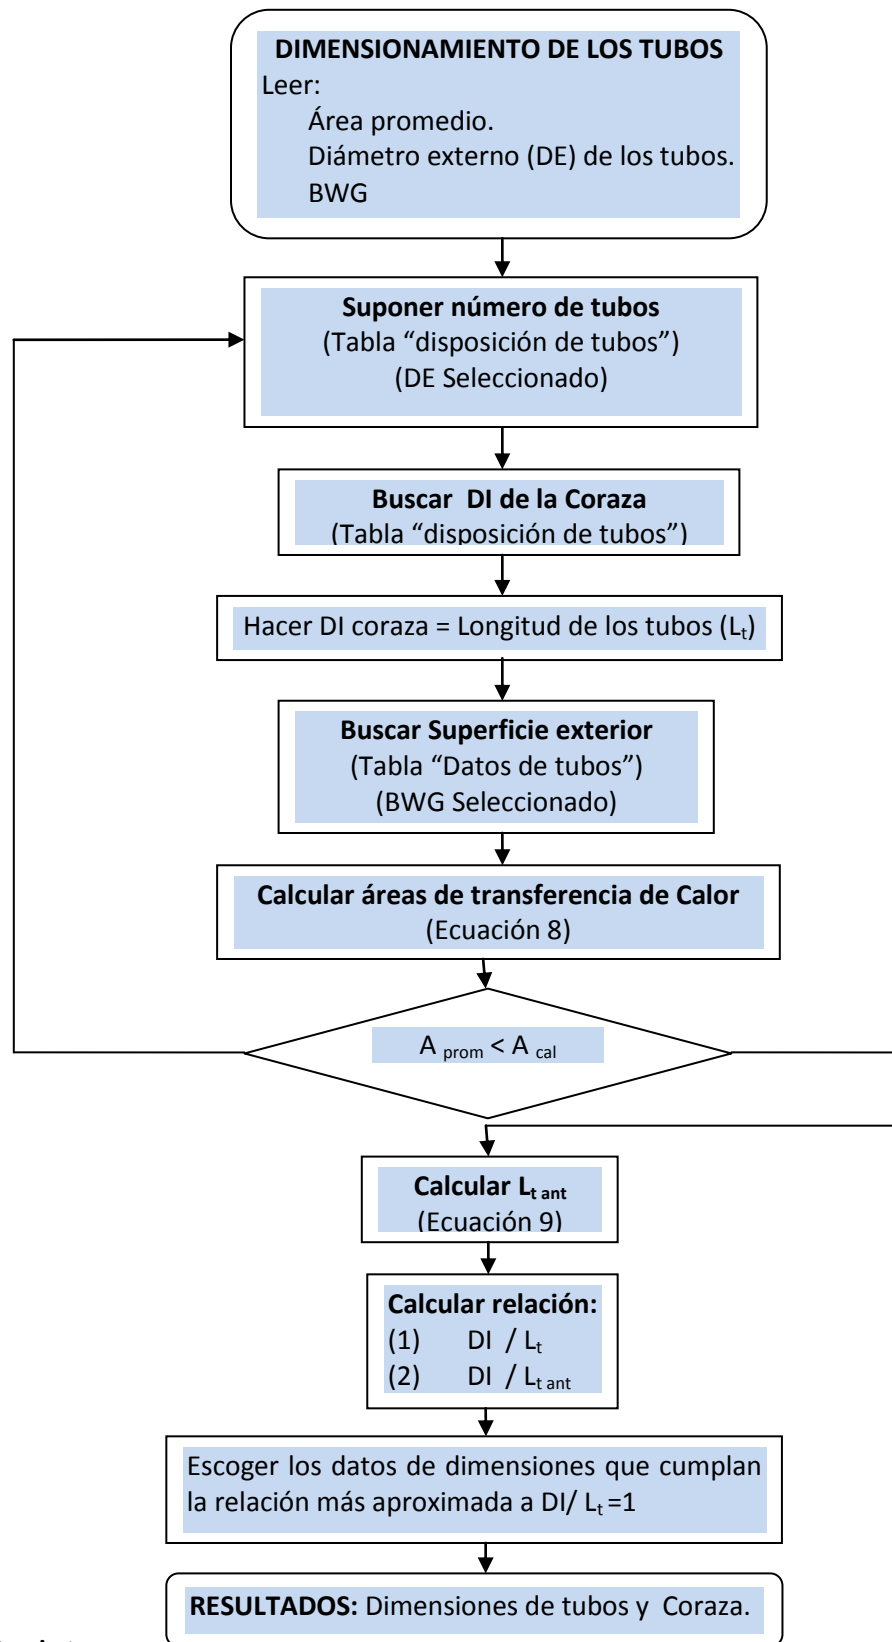 DIMENSIONAMIENTO DE LOS TUBOS
Leer:
Área promedio.
Diámetro externo (DE) de los tubos.
BWG
Suponer número de tubos
(Tabla “disposición de tubos”)
(DE Seleccionado)
Buscar DI de la Coraza
(Tabla “disposición de tubos”)
Hacer DI coraza = Longitud de los tubos (Lt)
Buscar Superficie exterior
(Tabla “Datos de tubos”)
(BWG Seleccionado)
Calcular áreas de transferencia de Calor
(Ecuación 8)
A prom < A cal
Calcular Lt ant
(Ecuación 9)
Calcular relación:
(1) DI / Lt
(2) DI / Lt ant
Escoger los datos de dimensiones que cumplan
la relación más aproximada a DI/ Lt =1
RESULTADOS: Dimensiones de tubos y Coraza.